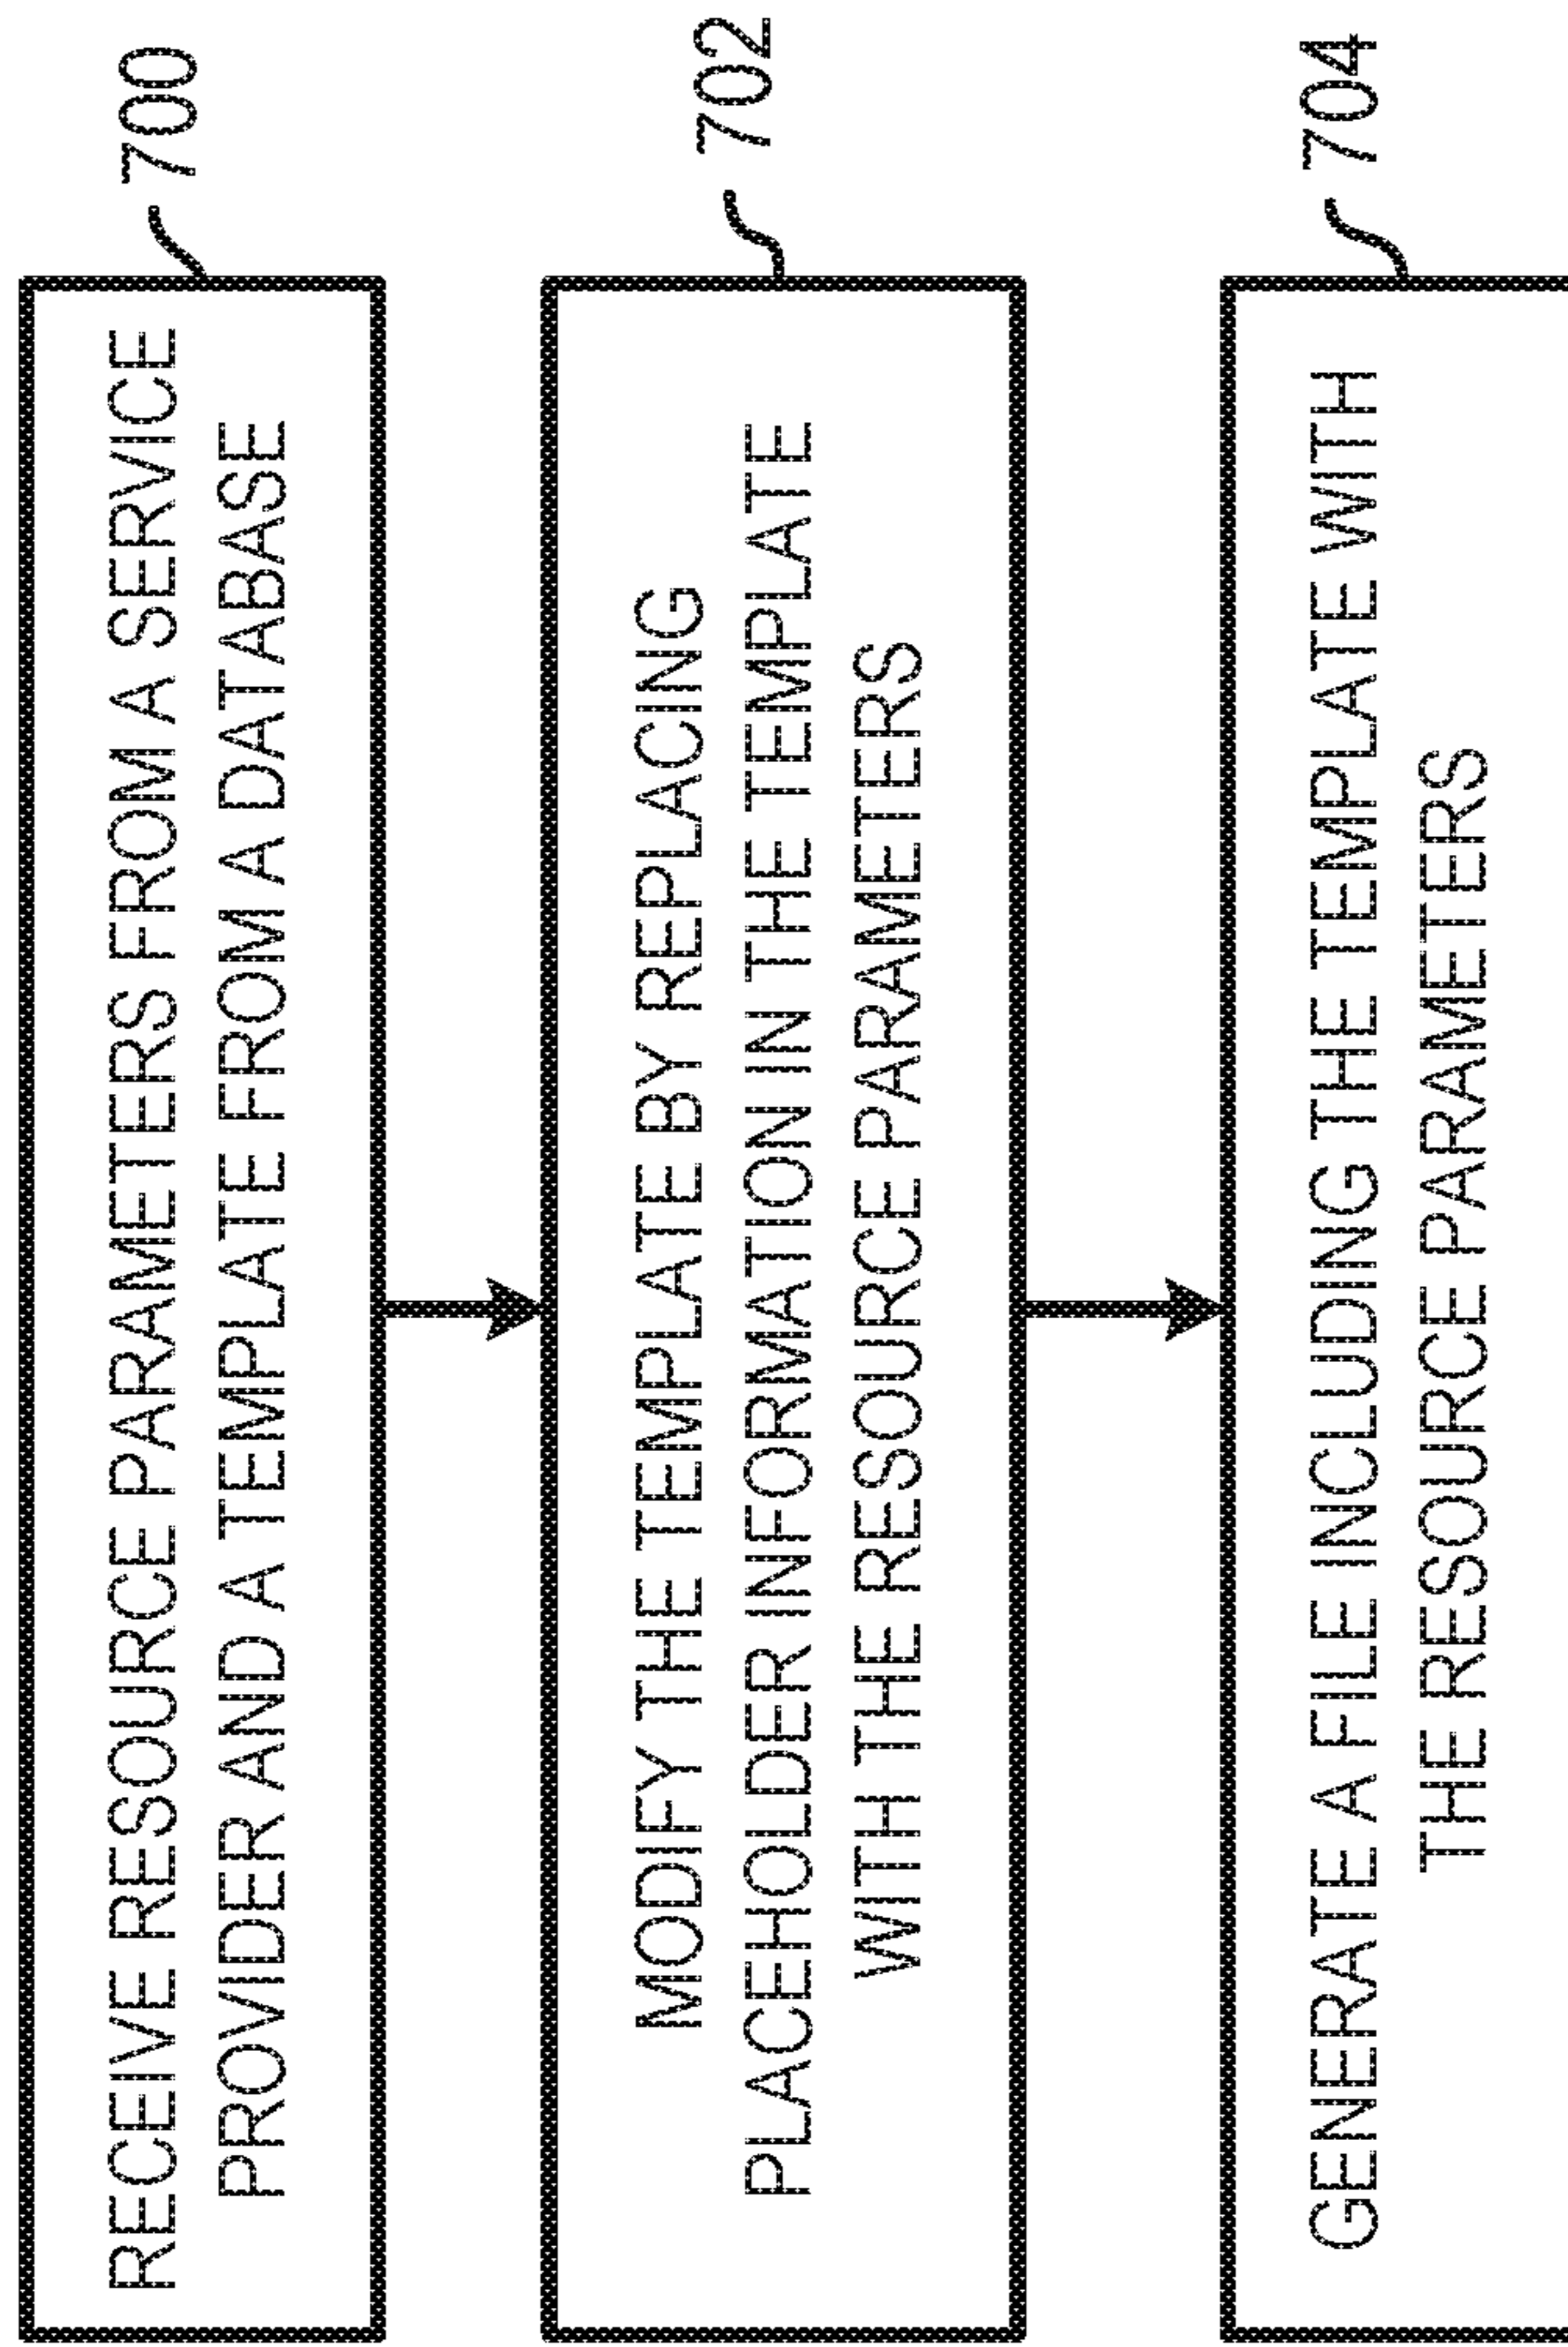 RECEIVE RESOURCE PARAMETERS FROM A SERVICE
PROVIDER AND A TEMPLATE FROM A DATABASE
700
MODIFY THE TEMPLATE BY REPLACING
PLACEHOLDER INFORMATION IN THE TEMPLATE
WITH THE RESOURCE PARAMETERS
702
GENERATE A FILE INCLUDING THE TEMPLATE WITH
THE RESOURCE PARAMETERS
704